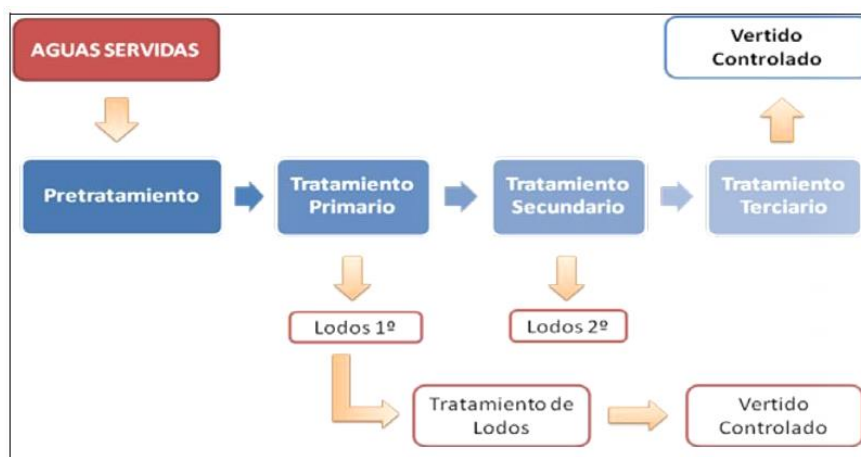 AGUAS SERVIDAS
Vertido
Controlado
Pretratamiento
Tratamiento
Primario
Tratamiento
Secundario
Tratamiento
Terciario
Lodos 1º
Lodos 2º
Tratamiento de
Lodos
Vertido
Controlado